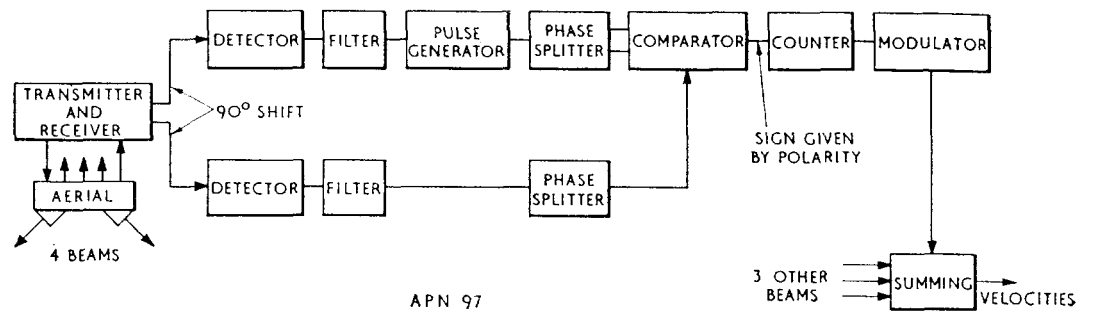 DETECTOR
FILTER
PULSE
GENERATOR
PHASE
SPLITTER
COMPARATOR
COUNTER
MODULATOR
TRANSMITTER
AND
RECEIVER
90° SHIFT
SIGN GIVEN
BY POLARITY
AERIAL
DETECTOR
FILTER
PHASE
SPLITTER
4 BEAMS
3 OTHER
BEAMS
SUMMING
VELOCITIES
APN 97